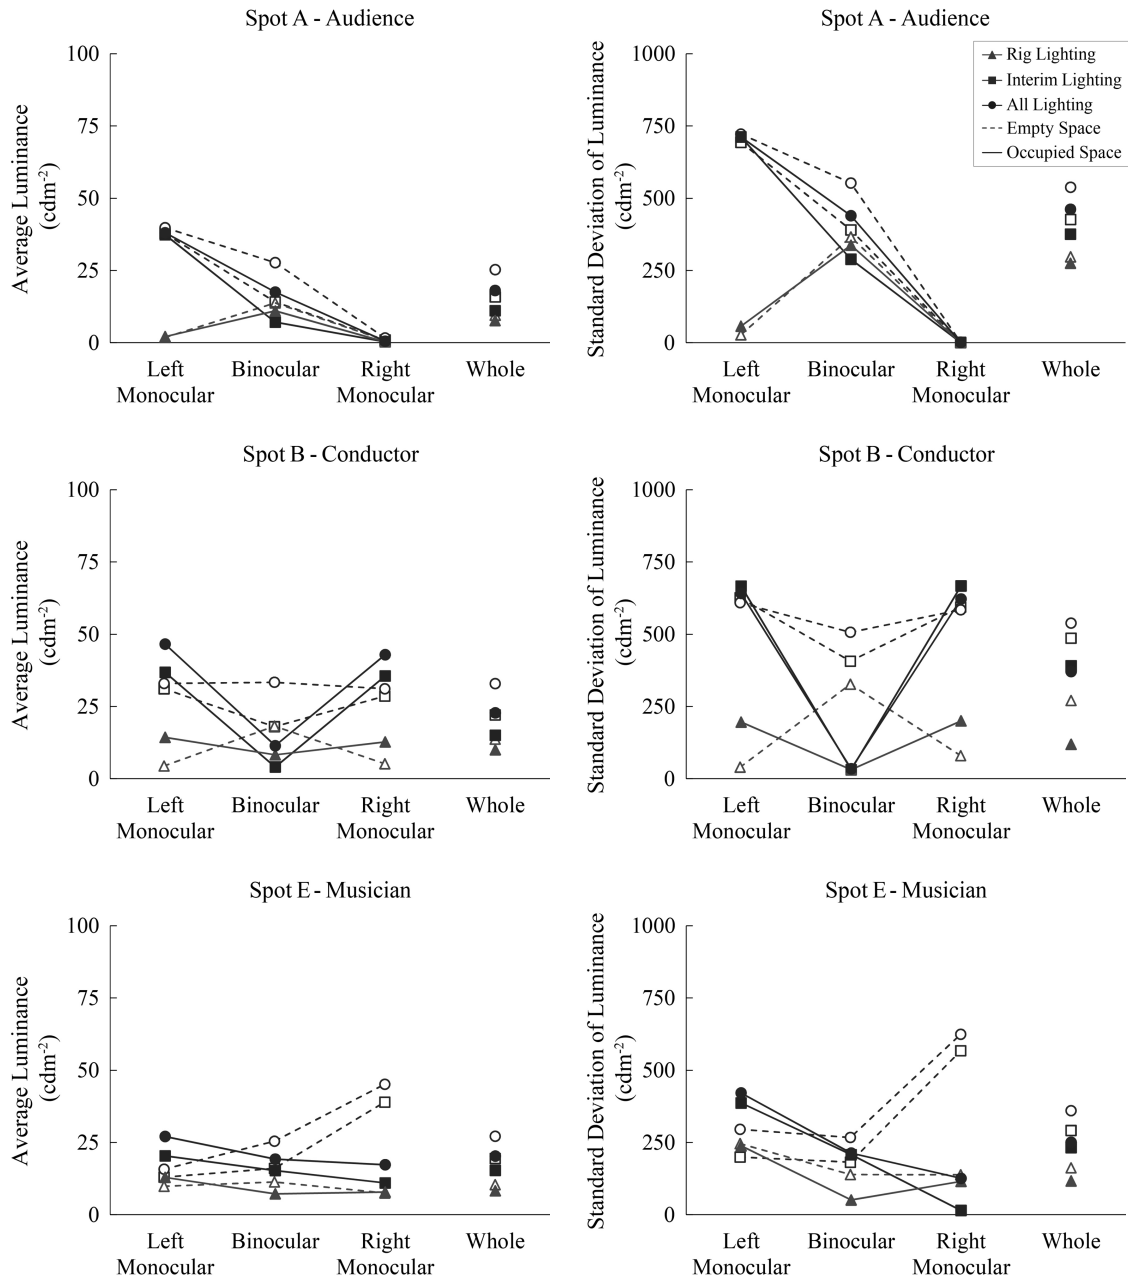 Spot A - Audience
100
75
50
25
0
Average Luminance
(cdm-2)
Left
Monocular
Binocular
Right
Monocular
Whole
Spot A - Audience
1000
750
500
250
0
Standard Deviation of Luminance
(cdm-2)
Left
Monocular
Binocular
Right
Monocular
Whole
Rig Lighting
Interim Lighting
All Lighting
Empty Space
Occupied Space
Spot B - Conductor
100
75
50
25
0
Average Luminance
(cdm-2)
Left
Monocular
Binocular
Right
Monocular
Whole
Spot B - Conductor
1000
750
500
250
0
Standard Deviation of Luminance
(cdm-2)
Left
Monocular
Binocular
Right
Monocular
Whole
Spot E - Musician
100
75
50
25
0
Average Luminance
(cdm-2)
Left
Monocular
Binocular
Right
Monocular
Whole
Spot E - Musician
1000
750
500
250
0
Standard Deviation of Luminance
(cdm-2)
Left
Monocular
Binocular
Right
Monocular
Whole